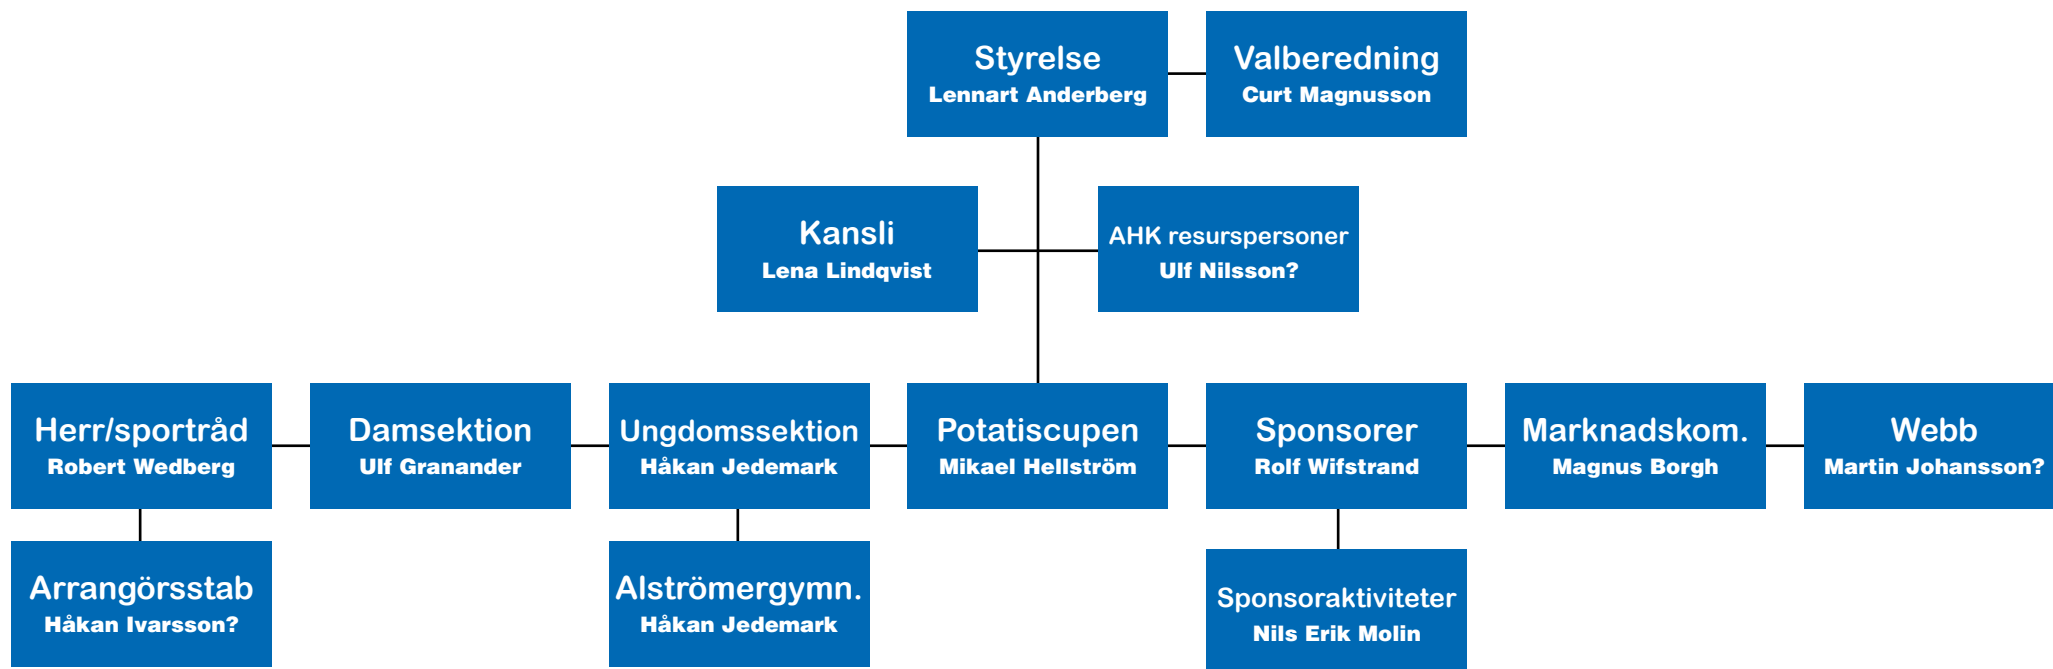 Styrelse
Lennart Anderberg
Valberedning
Curt Magnusson
Kansli
Lena Lindqvist
AHK resurspersoner
Ulf Nilsson?
Herr/sportråd
Robert Wedberg
Damsektion
Ulf Granander
Ungdomssektion
Håkan Jedemark
Potatiscupen
Mikael Hellström
Sponsorer
Rolf Wifstrand
Marknadskom.
Magnus Borgh
Webb
Martin Johansson?
Arrangörsstab
Håkan Ivarsson?
Alströmergymn.
Håkan Jedemark
Sponsoraktiviteter
Nils Erik Molin